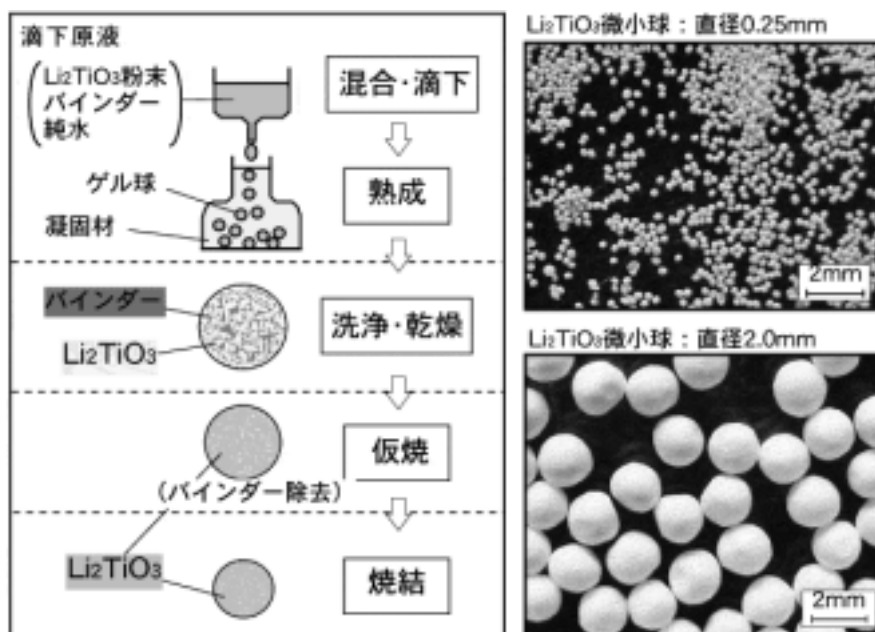 滴下原液
Li2TiO3粉末
バインダー
純水
ゲル球
凝固材
混合・滴下
熟成
バインダー
Li2TiO3
洗浄・乾燥
仮焼
(バインダー除去)
Li2TiO3
焼結
Li2TiO3微小球：直径0.25mm
2mm
Li2TiO3微小球：直径2.0mm
2mm